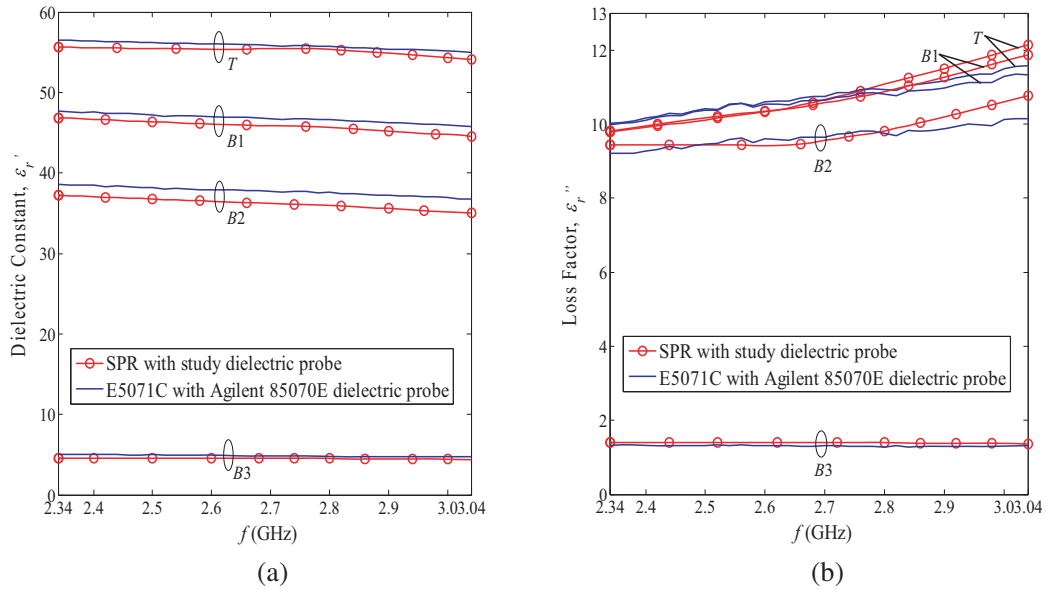 60
50
40
30
20
10
0
2.34
2.4
2.5
2.6
2.7
2.8
2.9
3.0
3.04
Dielectric Constant, εr′
f (GHz)
T
B1
B2
B3
SPR with study dielectric probe
E5071C with Agilent 85070E dielectric probe
(a)
13
12
10
8
6
4
2
0
2.34
2.4
2.5
2.6
2.7
2.8
2.9
3.0
3.04
Loss Factor, εr″
f (GHz)
T
B1
B2
B3
SPR with study dielectric probe
E5071C with Agilent 85070E dielectric probe
(b)